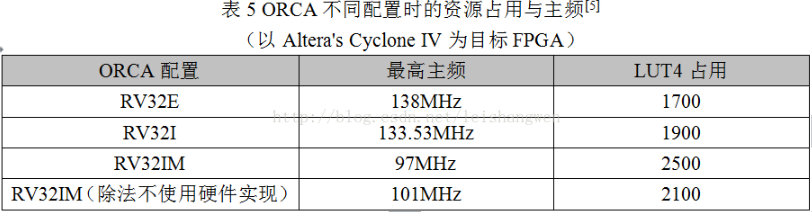 表 5 ORCA 不同配置时的资源占用与主频[5]
（以 Altera's Cyclone IV 为目标 FPGA）
ORCA 配置 最高主频 LUT4 占用
RV32E 138MHz 1700
http://blog.csdn.net/leishangwen
RV32I 133.53MHz 1900
RV32IM 97MHz 2500
RV32IM（除法不使用硬件实现） 101MHz 2100